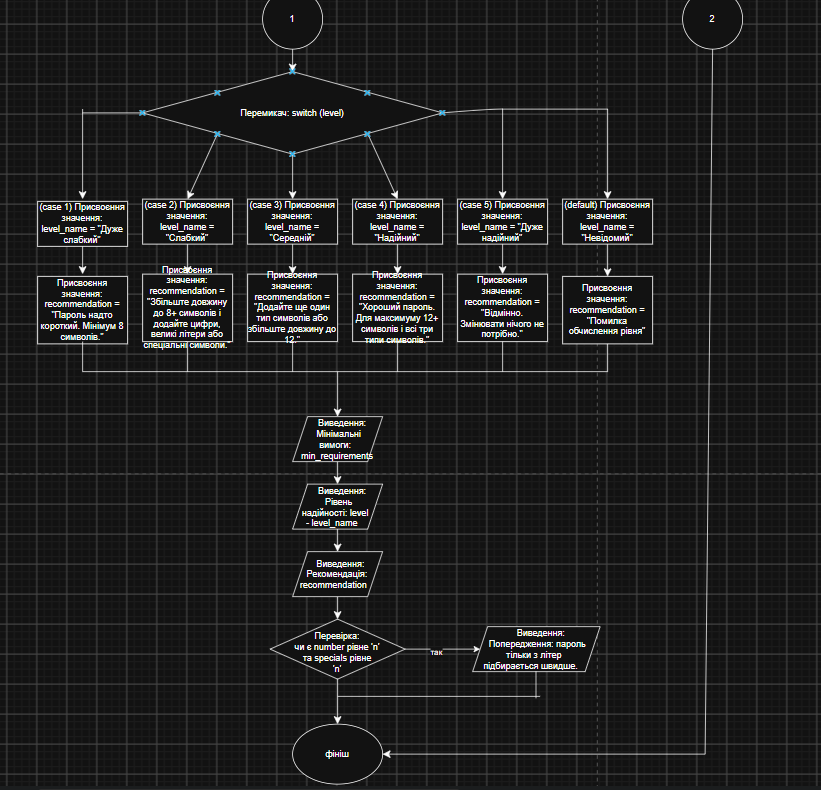 1
2
Перемикач: switch (level)
(case 1) Присвоєння
значення:
level_name = "Дуже
слабкий"
(case 2) Присвоєння
значення:
level_name =
"Слабкий"
(case 3) Присвоєння
значення:
level_name =
"Середній"
(case 4) Присвоєння
значення:
level_name =
"Надійний"
(case 5) Присвоєння
значення:
level_name = "Дуже
надійний"
(default) Присвоєння
значення:
level_name =
"Невідомий"
Присвоєння
значення:
recommendation =
"Пароль надто
короткий. Мінімум 8
символів."
Присвоєння
значення:
recommendation =
"Збільште довжину
до 8+ символів і
додайте цифри,
великі літери або
спеціальні символи."
Присвоєння
значення:
recommendation =
"Додайте ще один
тип символів або
збільште довжину до
12."
Присвоєння
значення:
recommendation =
"Хороший пароль.
Для максимуму 12+
символів і всі три
типи символів."
Присвоєння
значення:
recommendation =
"Відмінно.
Змінювати нічого не
потрібно."
Присвоєння
значення:
recommendation =
"Помилка
обчислення рівня"
Виведення:
Мінімальні
вимоги:
min_requirements
Виведення:
Рівень
надійності: level
- level_name
Виведення:
Рекомендація:
recommendation
Перевірка:
чи є number рівне 'n'
та specials рівне
'n'
так
Виведення:
Попередження: пароль
тільки з літер
підбирається швидше.
фініш